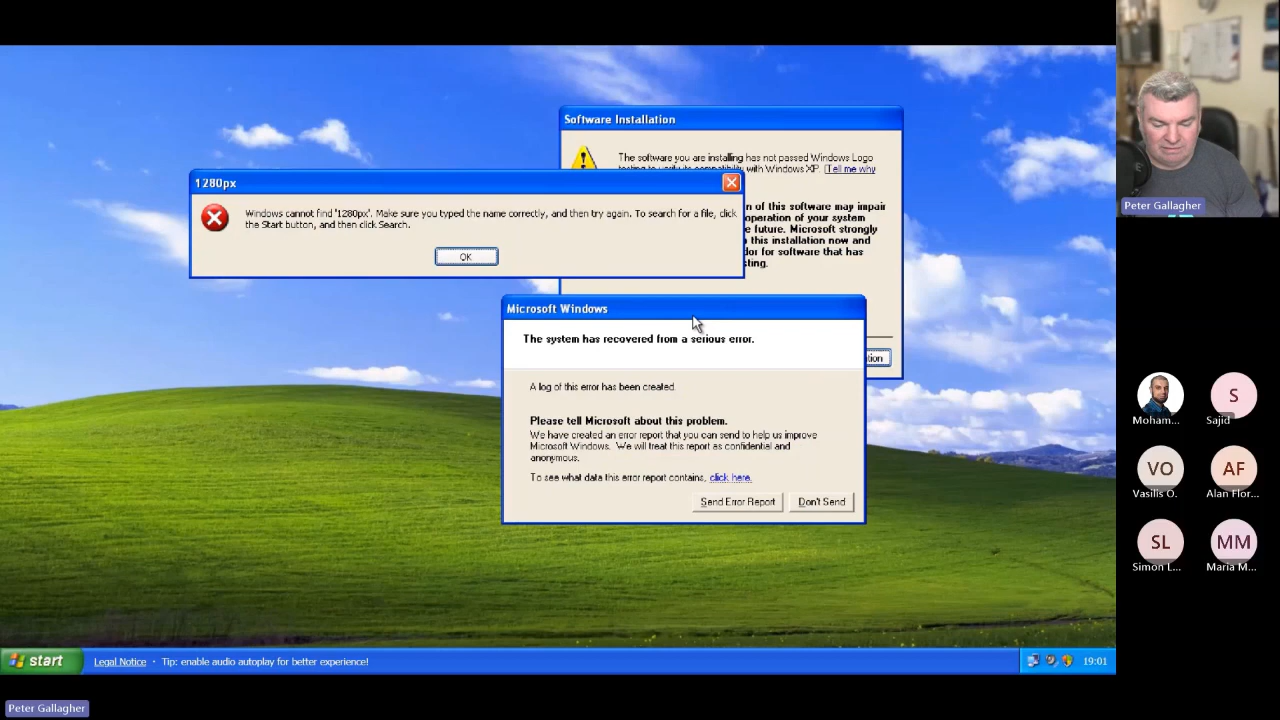 Software Installation
The software you are installing has not passed Windows Logo
with Windows XP. (Tell me why
n of this software may impair
operation of your system
e future. Microsoft strongly
this installation now and
dor for software that has
sting.
tion
1280px
Windows cannot find '1280px'. Make sure you typed the name correctly, and then try again. To search for a file, click
the Start button, and then click Search.
OK
Microsoft Windows
The system has recovered from a serious error.
A log of this error has been created.
Please tell Microsoft about this problem.
We have created an error report that you can send to help us improve
Microsoft Windows. We will treat this report as confidential and
anonymous.
To see what data this error report contains, click here.
Send Error Report
Don't Send
start
Legal Notice · Tip: enable audio autoplay for better experience!
19:01
Peter Gallagher
Moham...
S
Sajid
VO
Vasilis O.
AF
Alan Flor...
SL
Simon L...
MM
Maria M...
Peter Gallagher